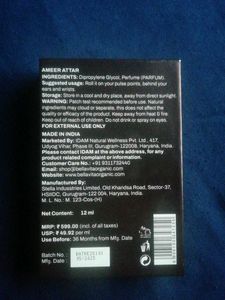 AMEER ATTAR
INGREDIENTS: Dipropylene Glycol, Perfume (PARFUM).
Suggested usage: Roll it on your pulse points, behind your
ears and wrists.
Storage: Store in a cool and dry place, away from direct sunlight.
WARNING: Patch test recommended before use. Natural
ingredients may cloud or separate, this does not affect the
quality or efficacy of the product. Keep away from heat & fire
Keep out of reach of children. Do not drink or spray on eyes.
FOR EXTERNAL USE ONLY
MADE IN INDIA
Marketed By: IDAM Natural Wellness Pvt. Ltd., 417,
Udyog Vihar, Phase III, Gurugram-122008, Haryana, India.
Please contact IDAM at the above address, for any
product related complaint or information.
Customer Care No.: +91 9311732440
Email: shop@bellavitaorganic.com
Website: www.bellavitaorganic.com
Manufactured By:
Stella Industries Limited, Old Khandsa Road, Sector-37,
HSIIDC, Gurugram-122 004, Haryana, India.
M. L. No.: M. 123-Cos-(H)
Net Content: 12 ml
MRP: ₹ 599.00 (incl. of all taxes)
USP: ₹ 49.92 per ml
Use Before: 36 Months from Mfg. Date
Batch No.:
Mfg. Date: 05/2025